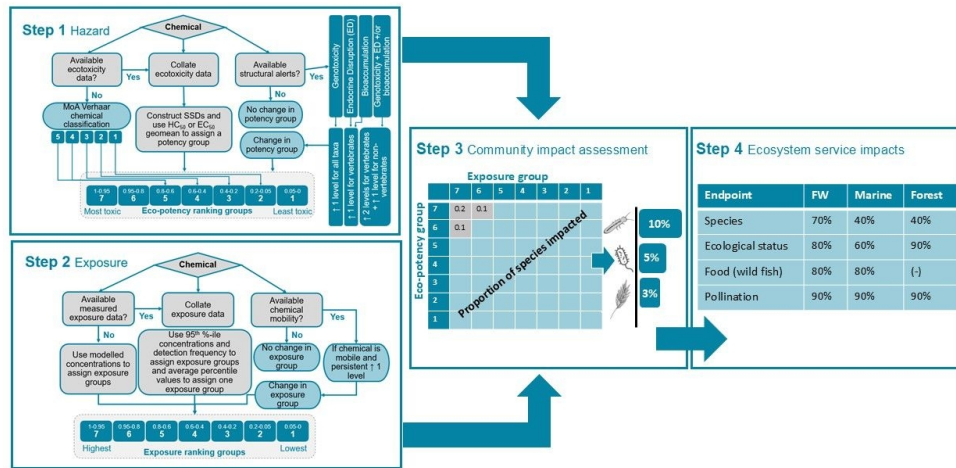 Step 1 Hazard
Chemical
Available
ecotoxicity
data?
Yes
Collate
ecotoxicity data
Available
structural alerts?
Yes
No
MoA Verhaar
chemical
classification
5 4 3 2 1
Construct SSDs and
use HC50 or EC50
geomean to assign a
potency group
No
No change in
potency group
Change in
potency group
Genotoxicity
Endocrine Disruption (ED)
Bioaccumulation
Genotoxicity + ED +/or
bioaccumulation
↑ 1 level for all taxa
↑ 1 level for vertebrates
↑ 2 levels for vertebrates
+ ↑ 1 level for non-
vertebrates
1-0.95 0.95-0.8 0.8-0.6 0.6-0.4 0.4-0.2 0.2-0.05 0.05-0
7 6 5 4 3 2 1
Most toxic
Eco-potency ranking groups
Least toxic
Step 2 Exposure
Chemical
Available
measured
exposure data?
Yes
Collate
exposure data
Available
chemical
mobility?
Yes
No
Use modelled
concentrations to
assign exposure
groups
Use 95th %-ile
concentrations and
detection frequency to
assign exposure groups
and average percentile
values to assign one
exposure group
No
No change in
exposure
group
If chemical is
mobile and
persistent ↑ 1
level
Change in
exposure
group
1-0.95 0.95-0.8 0.8-0.6 0.6-0.4 0.4-0.2 0.2-0.05 0.05-0
7 6 5 4 3 2 1
Highest
Exposure ranking groups
Lowest
Step 3 Community impact assessment
Exposure group
7 6 5 4 3 2 1
Eco-potency group
7 0.2 0.1
6 0.1
5
4
3
2
1
Proportion of species impacted
10%
5%
3%
Step 4 Ecosystem service impacts
Endpoint FW Marine Forest
Species 70% 40% 40%
Ecological status 80% 60% 90%
Food (wild fish) 80% 80% (-)
Pollination 90% 90% 90%